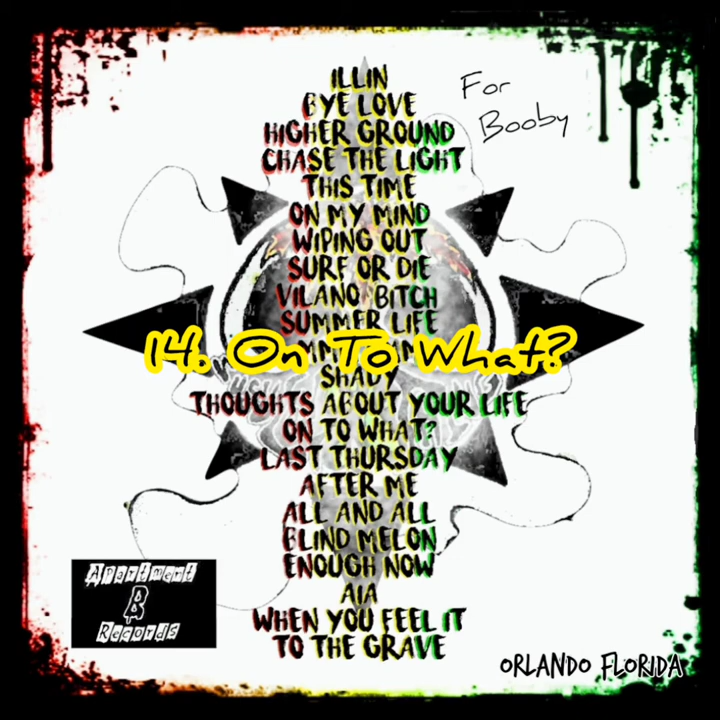 ILLIN
BYE LOVE
HIGHER GROUND
CHASE THE LIGHT
THIS TIME
ON MY MIND
WIPING OUT
SURF OR DIE
VILANO BITCH
SUMMER LIFE
14. On To What?
SHADY
THOUGHTS ABOUT YOUR LIFE
ON TO WHAT?
LAST THURSDAY
AFTER ME
ALL AND ALL
BLIND MELON
ENOUGH NOW
AIA
WHEN YOU FEEL IT
TO THE GRAVE
For
Booby
Apartment
B
Records
ORLANDO FLORIDA